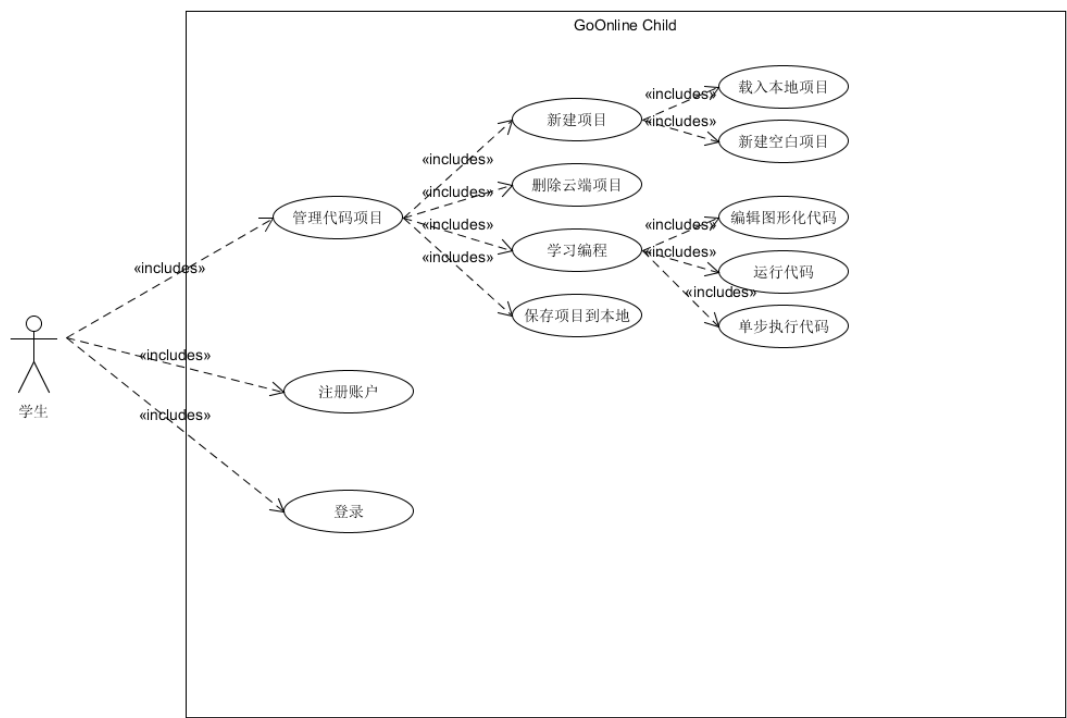 GoOnline Child
载入本地项目
«includes»
新建项目
«includes»
新建空白项目
«includes»
删除云端项目
«includes»
管理代码项目
«includes»
学习编程
«includes»
保存项目到本地
«includes»
编辑图形化代码
«includes»
运行代码
«includes»
单步执行代码
«includes»
学生
«includes»
注册账户
«includes»
登录